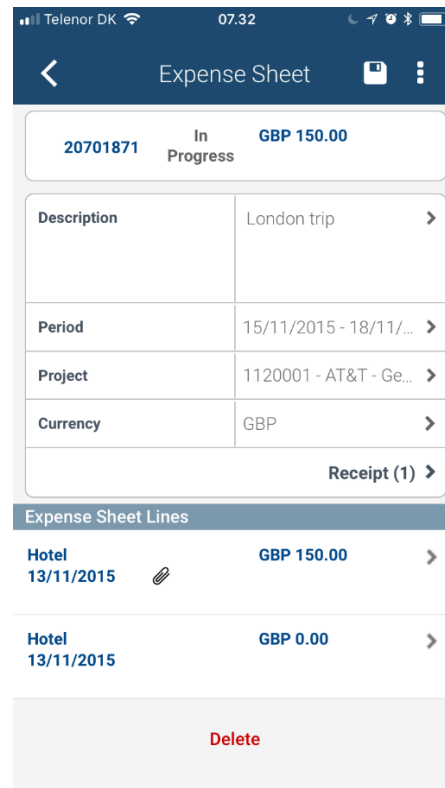 Telenor DK 07.32
Expense Sheet
20701871 In Progress GBP 150.00
Description London trip
Period 15/11/2015 - 18/11/...
Project 1120001 - AT&T - Ge...
Currency GBP
Receipt (1)
Expense Sheet Lines
Hotel GBP 150.00
13/11/2015
Hotel GBP 0.00
13/11/2015
Delete